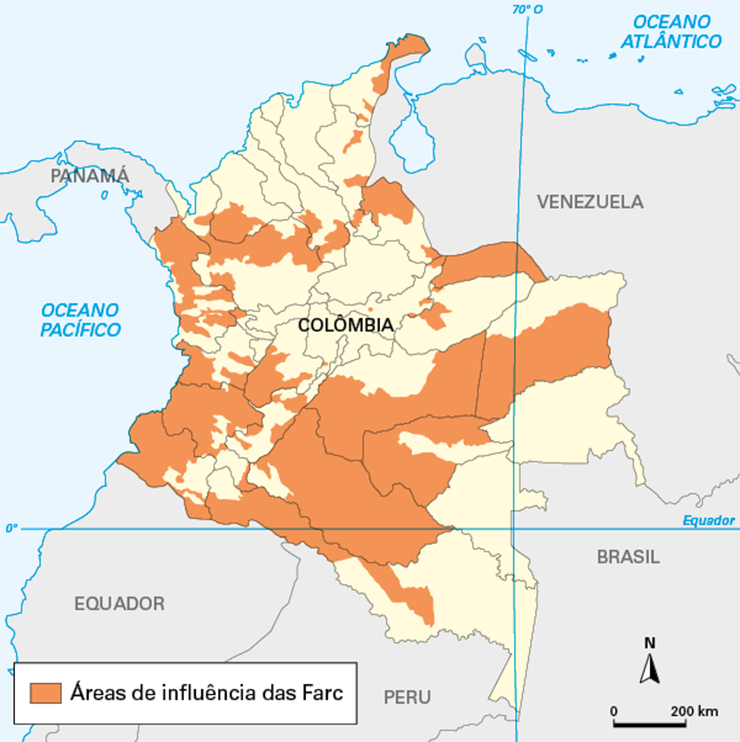 70° O
OCEANO
ATLÂNTICO
PANAMÁ
VENEZUELA
OCEANO
PACÍFICO
COLÔMBIA
0°
Equador
BRASIL
EQUADOR
N
Áreas de influência das Farc
PERU
0 200 km